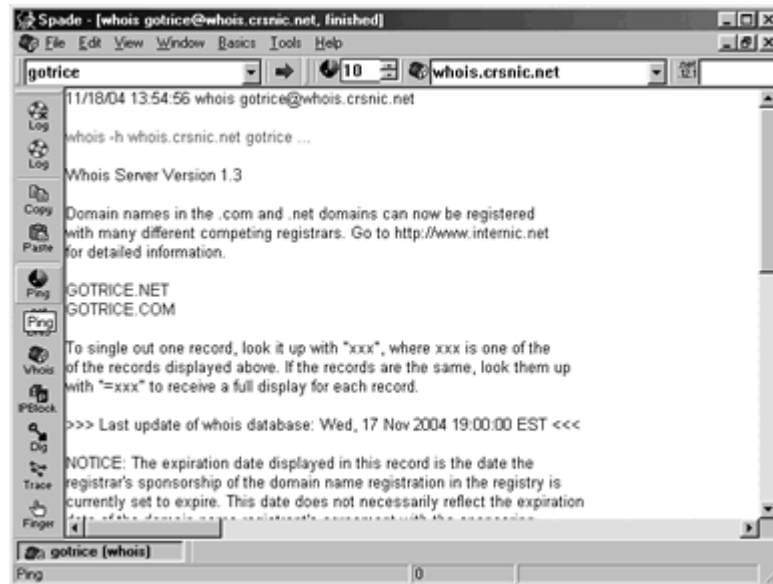 Spade - [whois gotrice@whois.crsnic.net, finished]
File Edit View Window Basics Tools Help
gotrice 10 whois.crsnic.net
11/18/04 13:54:56 whois gotrice@whois.crsnic.net
whois -h whois.crsnic.net gotrice ...
Whois Server Version 1.3
Domain names in the .com and .net domains can now be registered
with many different competing registrars. Go to http://www.internic.net
for detailed information.
GOTRICE.NET
GOTRICE.COM
To single out one record, look it up with "xxx", where xxx is one of the
of the records displayed above. If the records are the same, look them up
with "=xxx" to receive a full display for each record.
>>> Last update of whois database: Wed, 17 Nov 2004 19:00:00 EST <<<
NOTICE: The expiration date displayed in this record is the date the
registrar's sponsorship of the domain name registration in the registry is
currently set to expire. This date does not necessarily reflect the expiration
Log
Log
Copy
Paste
Ping
Ping
Whois
IPBlock
Dig
Trace
Finger
gotrice (whois)
Ping 0